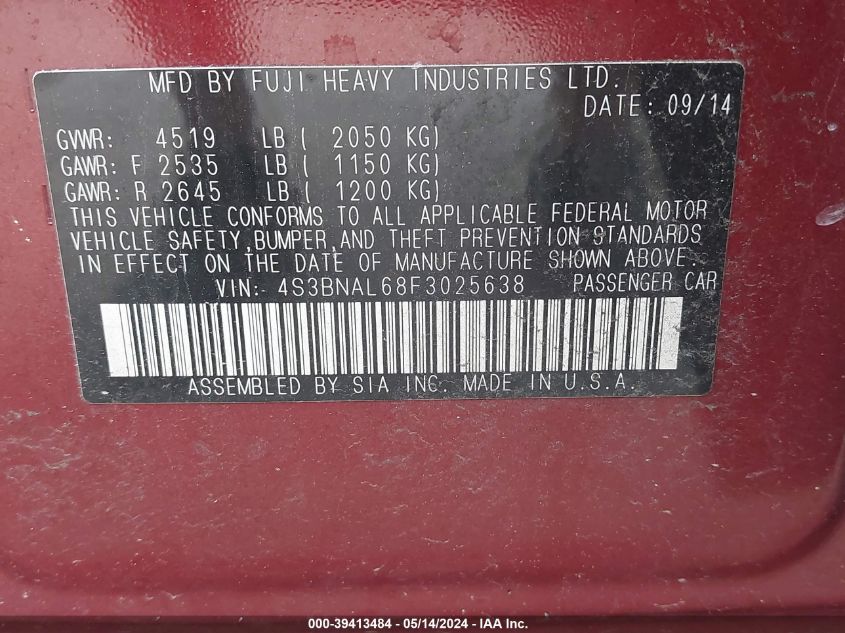 MFD BY FUJI HEAVY INDUSTRIES LTD.
DATE: 09/14
GVWR: 4519 LB ( 2050 KG)
GAWR: F 2535 LB ( 1150 KG)
GAWR: R 2645 LB ( 1200 KG)
THIS VEHICLE CONFORMS TO ALL APPLICABLE FEDERAL MOTOR
VEHICLE SAFETY,BUMPER,AND THEFT PREVENTION STANDARDS
IN EFFECT ON THE DATE OF MANUFACTURE SHOWN ABOVE.
VIN: 4S3BNAL68F3025638 PASSENGER CAR
ASSEMBLED BY SIA INC. MADE IN U.S.A.
000-39413484 - 05/14/2024 - IAA Inc.